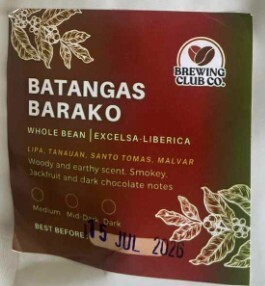 BREWING
CLUB CO.
BATANGAS
BARAKO
WHOLE BEAN | EXCELSA-LIBERICA
LIPA, TANAUAN, SANTO TOMAS, MALVAR
Woody and earthy scent. Smokey.
Jackfruit and dark chocolate notes
Medium Mid-Dark Dark
BEST BEFORE 15 JUL 2026